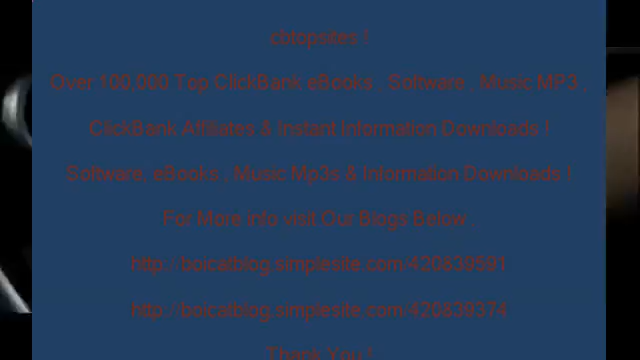 cbtopsites !
Over 100,000 Top ClickBank eBooks , Software , Music MP3 ,
ClickBank Affiliates & Instant Information Downloads !
Software, eBooks , Music Mp3s & Information Downloads !
For More info visit Our Blogs Below :
http://boicatblog.simplesite.com/420839591
http://boicatblog.simplesite.com/420839374
Thank You !